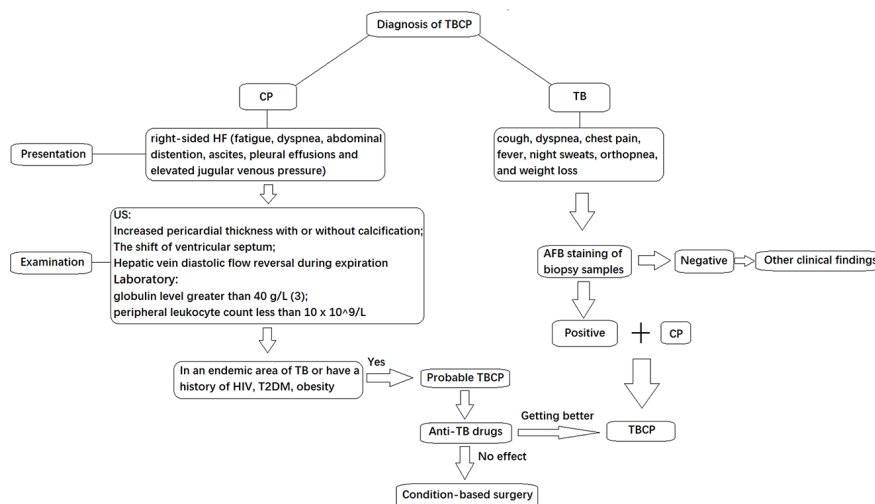 Diagnosis of TBCP
CP
TB
Presentation
right-sided HF (fatigue, dyspnea, abdominal
distention, ascites, pleural effusions and
elevated jugular venous pressure)
cough, dyspnea, chest pain,
fever, night sweats, orthopnea,
and weight loss
Examination
US:
Increased pericardial thickness with or without calcification;
The shift of ventricular septum;
Hepatic vein diastolic flow reversal during expiration
Laboratory:
globulin level greater than 40 g/L (3);
peripheral leukocyte count less than 10 x 10^9/L
AFB staining of
biopsy samples
Negative
Other clinical findings
Positive
+
CP
In an endemic area of TB or have a
history of HIV, T2DM, obesity
Yes
Probable TBCP
Anti-TB drugs
Getting better
TBCP
No effect
Condition-based surgery